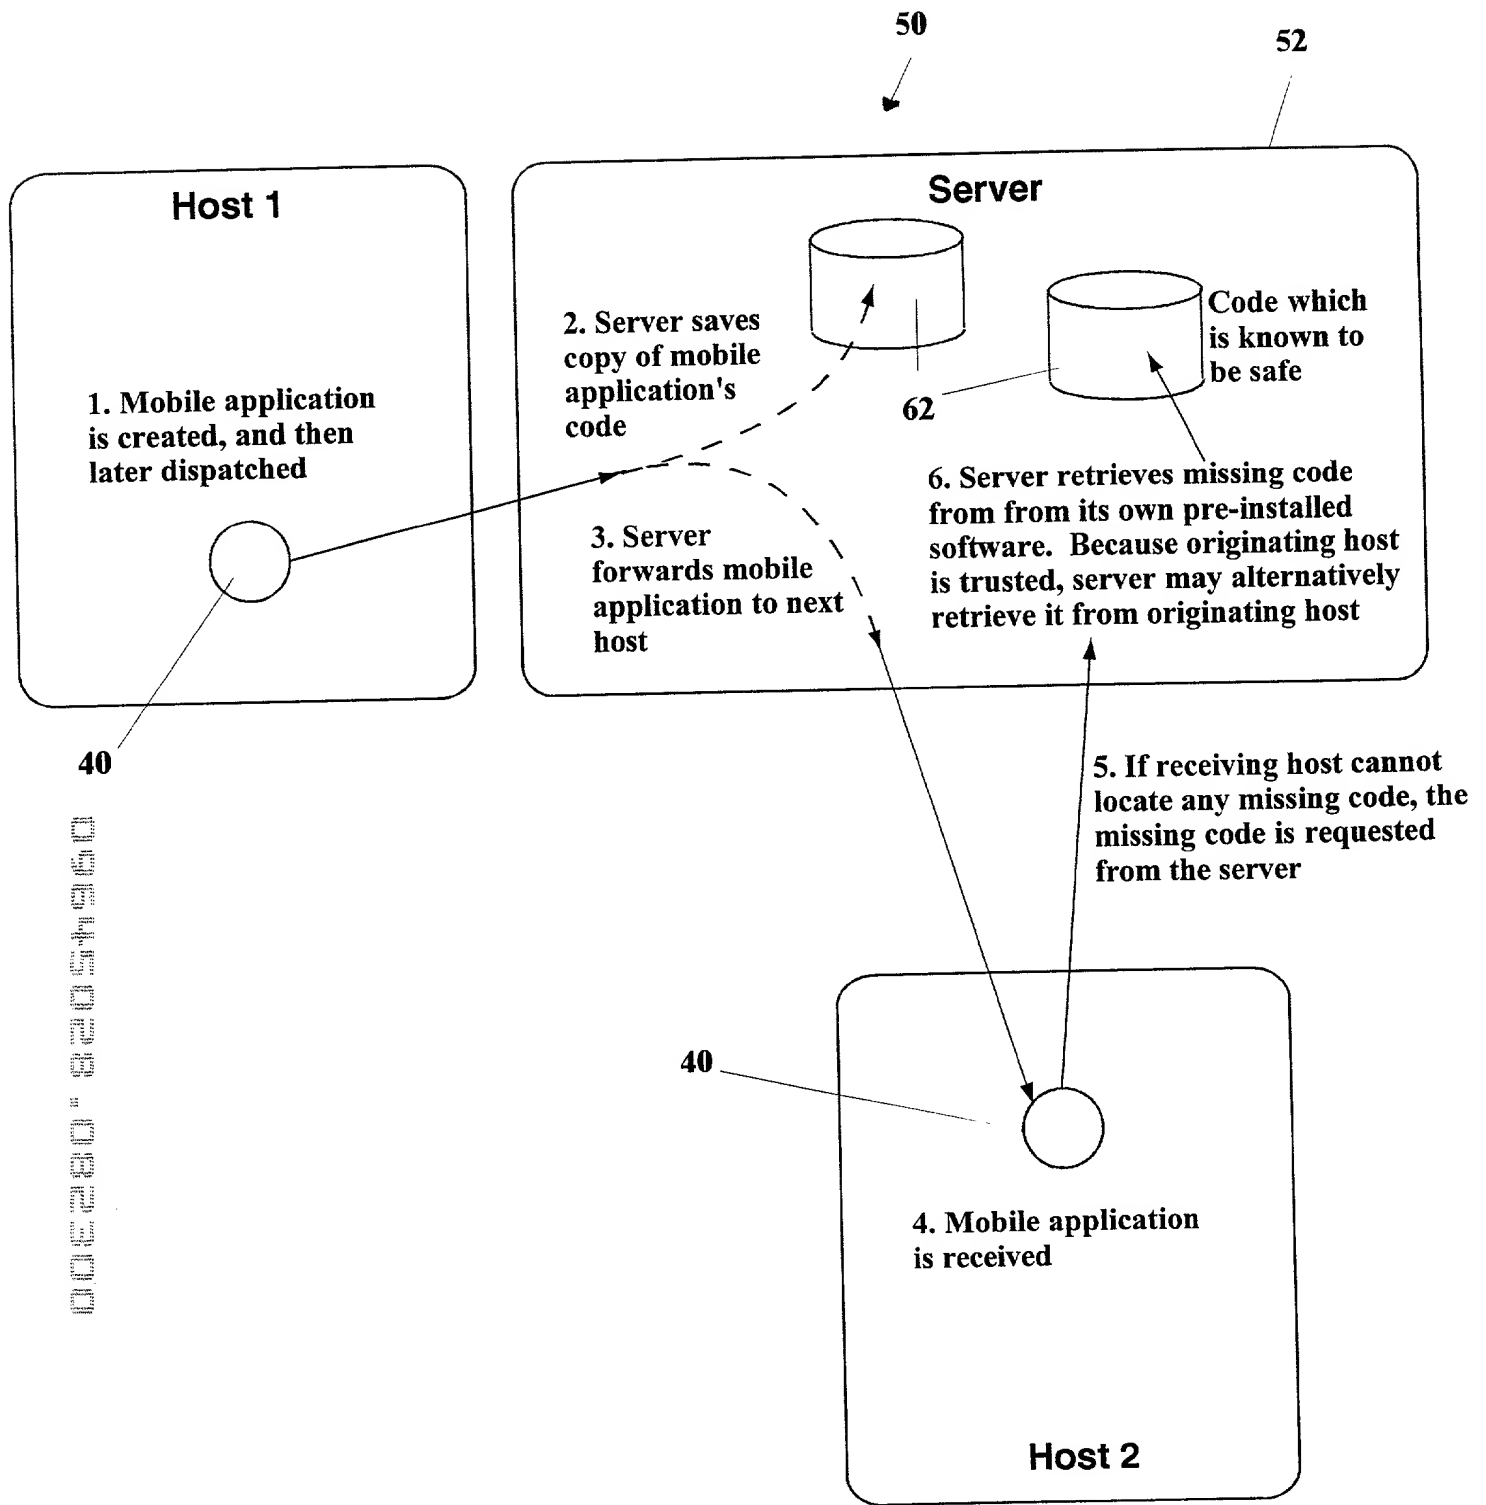 50
52
Host 1
Server
1. Mobile application
is created, and then
later dispatched
2. Server saves
copy of mobile
application's
code
Code which
is known to
be safe
62
3. Server
forwards mobile
application to next
host
6. Server retrieves missing code
from from its own pre-installed
software. Because originating host
is trusted, server may alternatively
retrieve it from originating host
40
5. If receiving host cannot
locate any missing code, the
missing code is requested
from the server
40
4. Mobile application
is received
Host 2